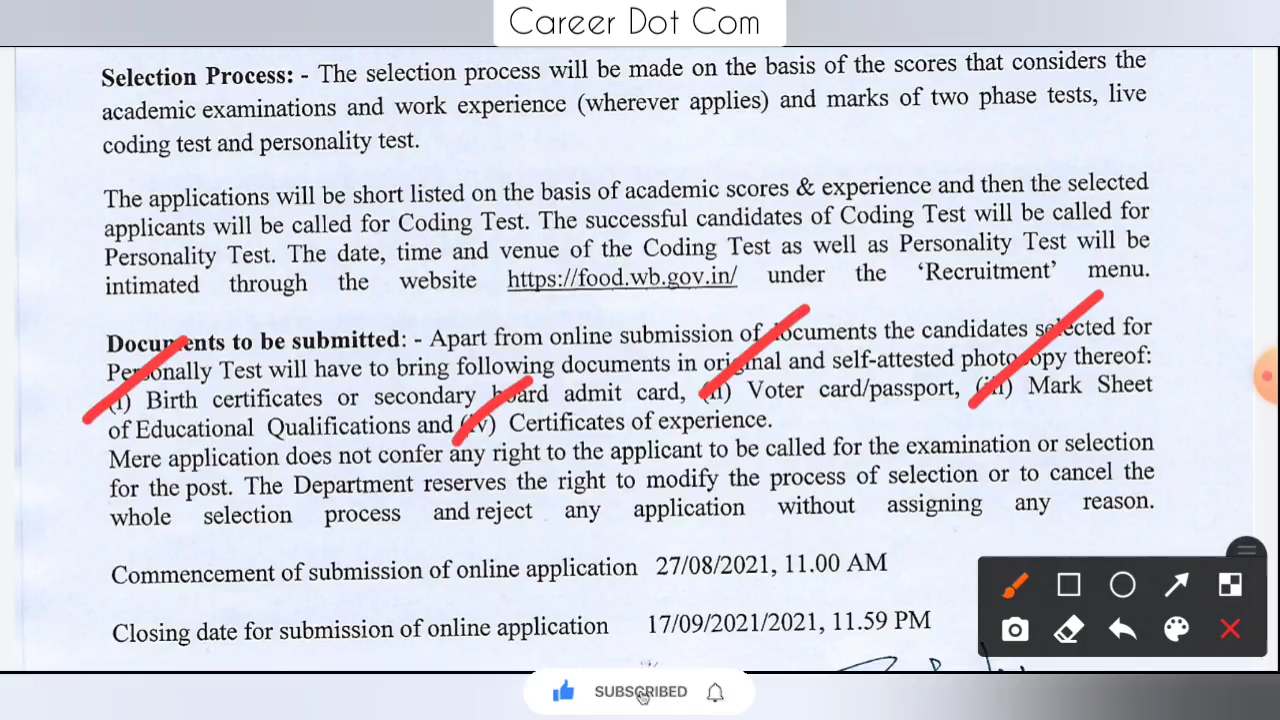 Career Dot Com
Selection Process: - The selection process will be made on the basis of the scores that considers the
academic examinations and work experience (wherever applies) and marks of two phase tests, live
coding test and personality test.
The applications will be short listed on the basis of academic scores & experience and then the selected
applicants will be called for Coding Test. The successful candidates of Coding Test will be called for
Personality Test. The date, time and venue of the Coding Test as well as Personality Test will be
intimated through the website https://food.wb.gov.in/ under the ‘Recruitment’ menu.
Documents to be submitted: - Apart from online submission of documents the candidates selected for
Personally Test will have to bring following documents in original and self-attested photocopy thereof:
(i) Birth certificates or secondary board admit card, (ii) Voter card/passport, (iii) Mark Sheet
of Educational Qualifications and (iv) Certificates of experience.
Mere application does not confer any right to the applicant to be called for the examination or selection
for the post. The Department reserves the right to modify the process of selection or to cancel the
whole selection process and reject any application without assigning any reason.
Commencement of submission of online application 27/08/2021, 11.00 AM
Closing date for submission of online application 17/09/2021/2021, 11.59 PM
SUBSCRIBED